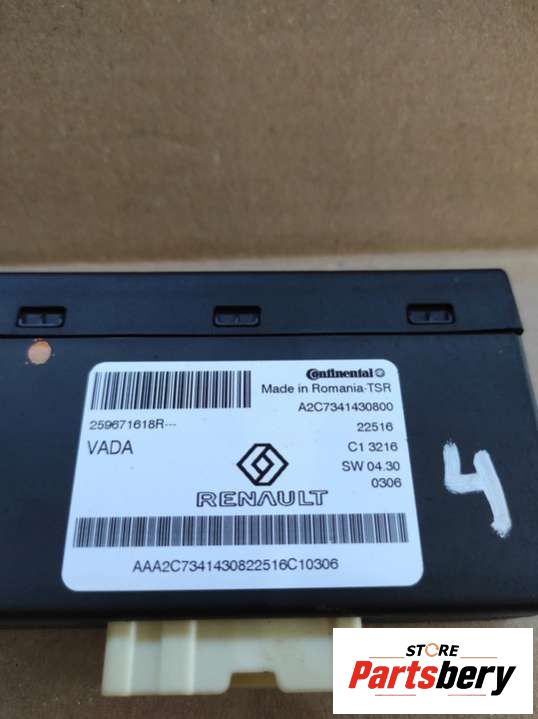 Continental
Made in Romania-TSR
A2C7341430800
259671618R---
22516
VADA
C1 3216
SW 04.30
0306
RENAULT
AAA2C7341430822516C10306
4
STORE
Partsbery